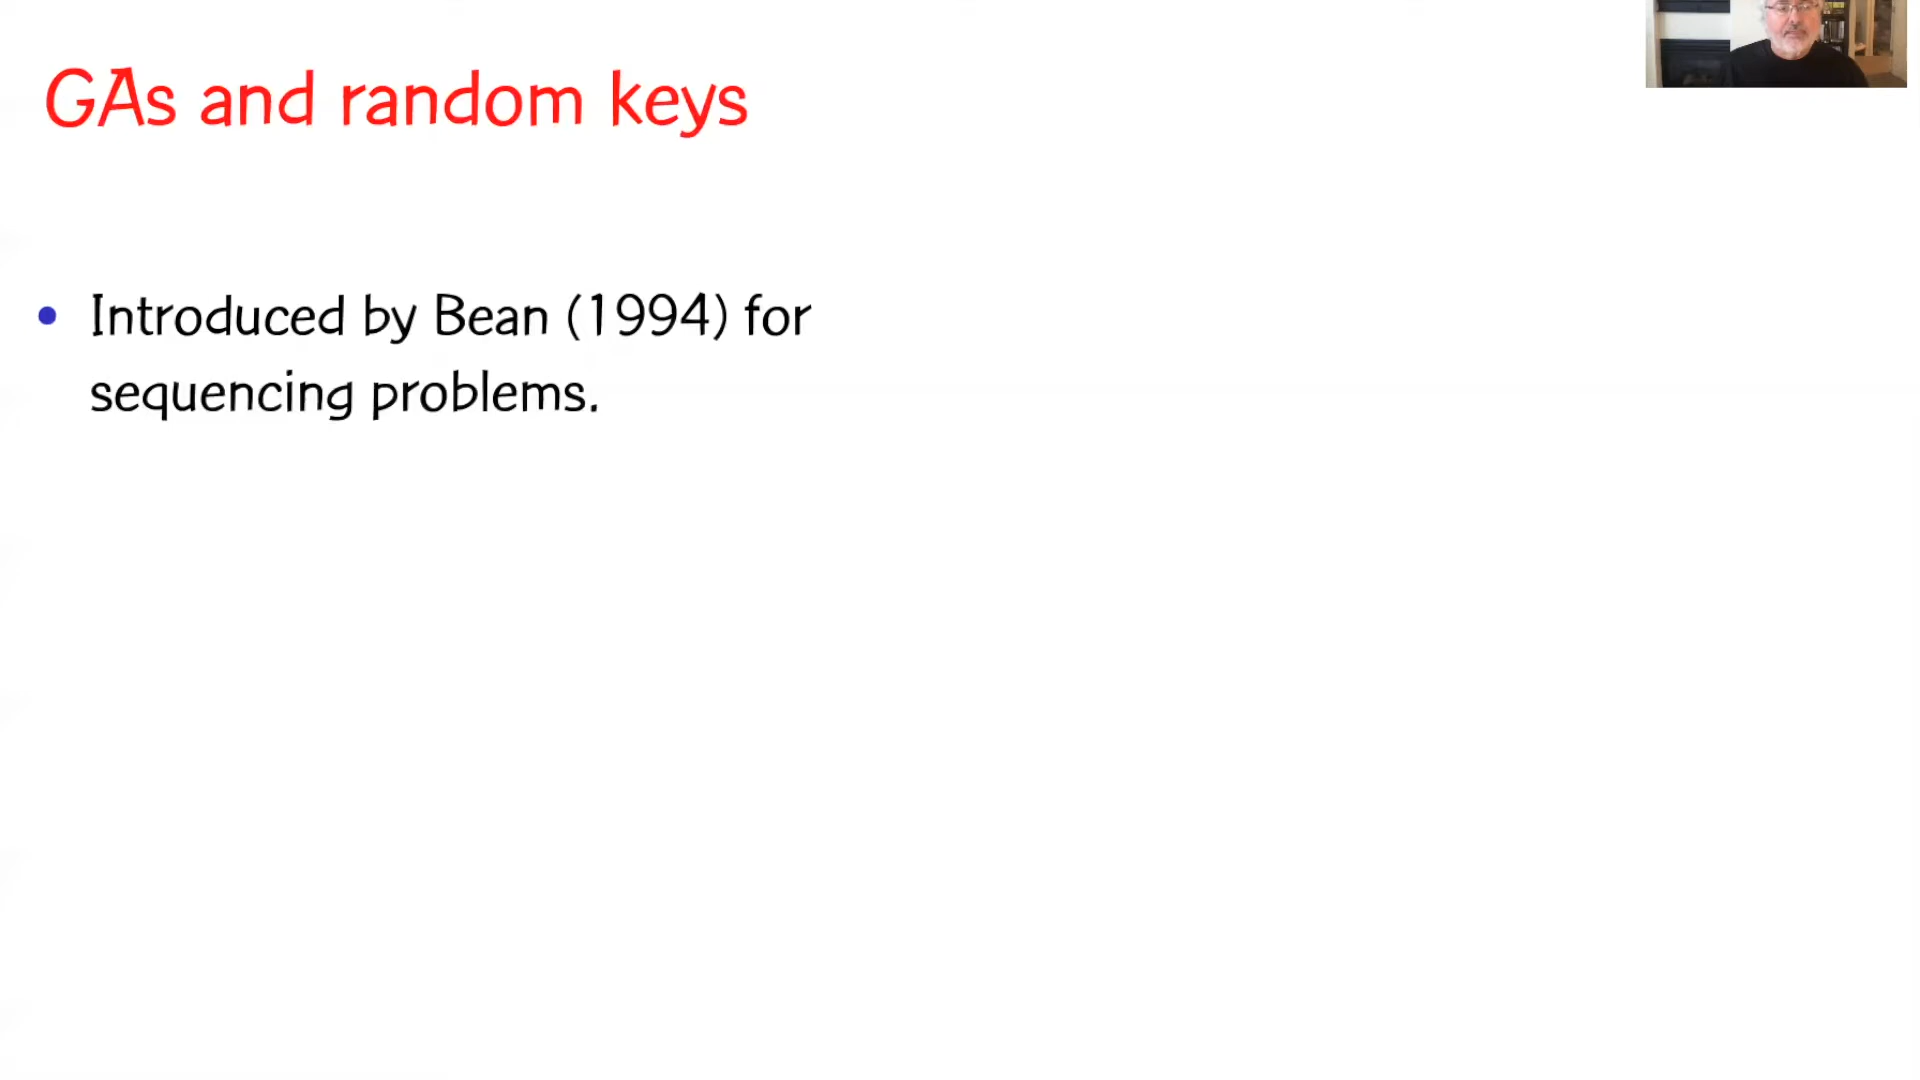 GAs and random keys
• Introduced by Bean (1994) for
sequencing problems.